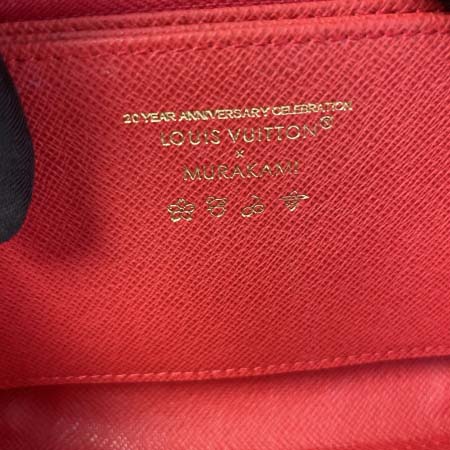 20 YEAR ANNIVERSARY CELEBRATION
LOUIS VUITTON®
×
MURAKAMI